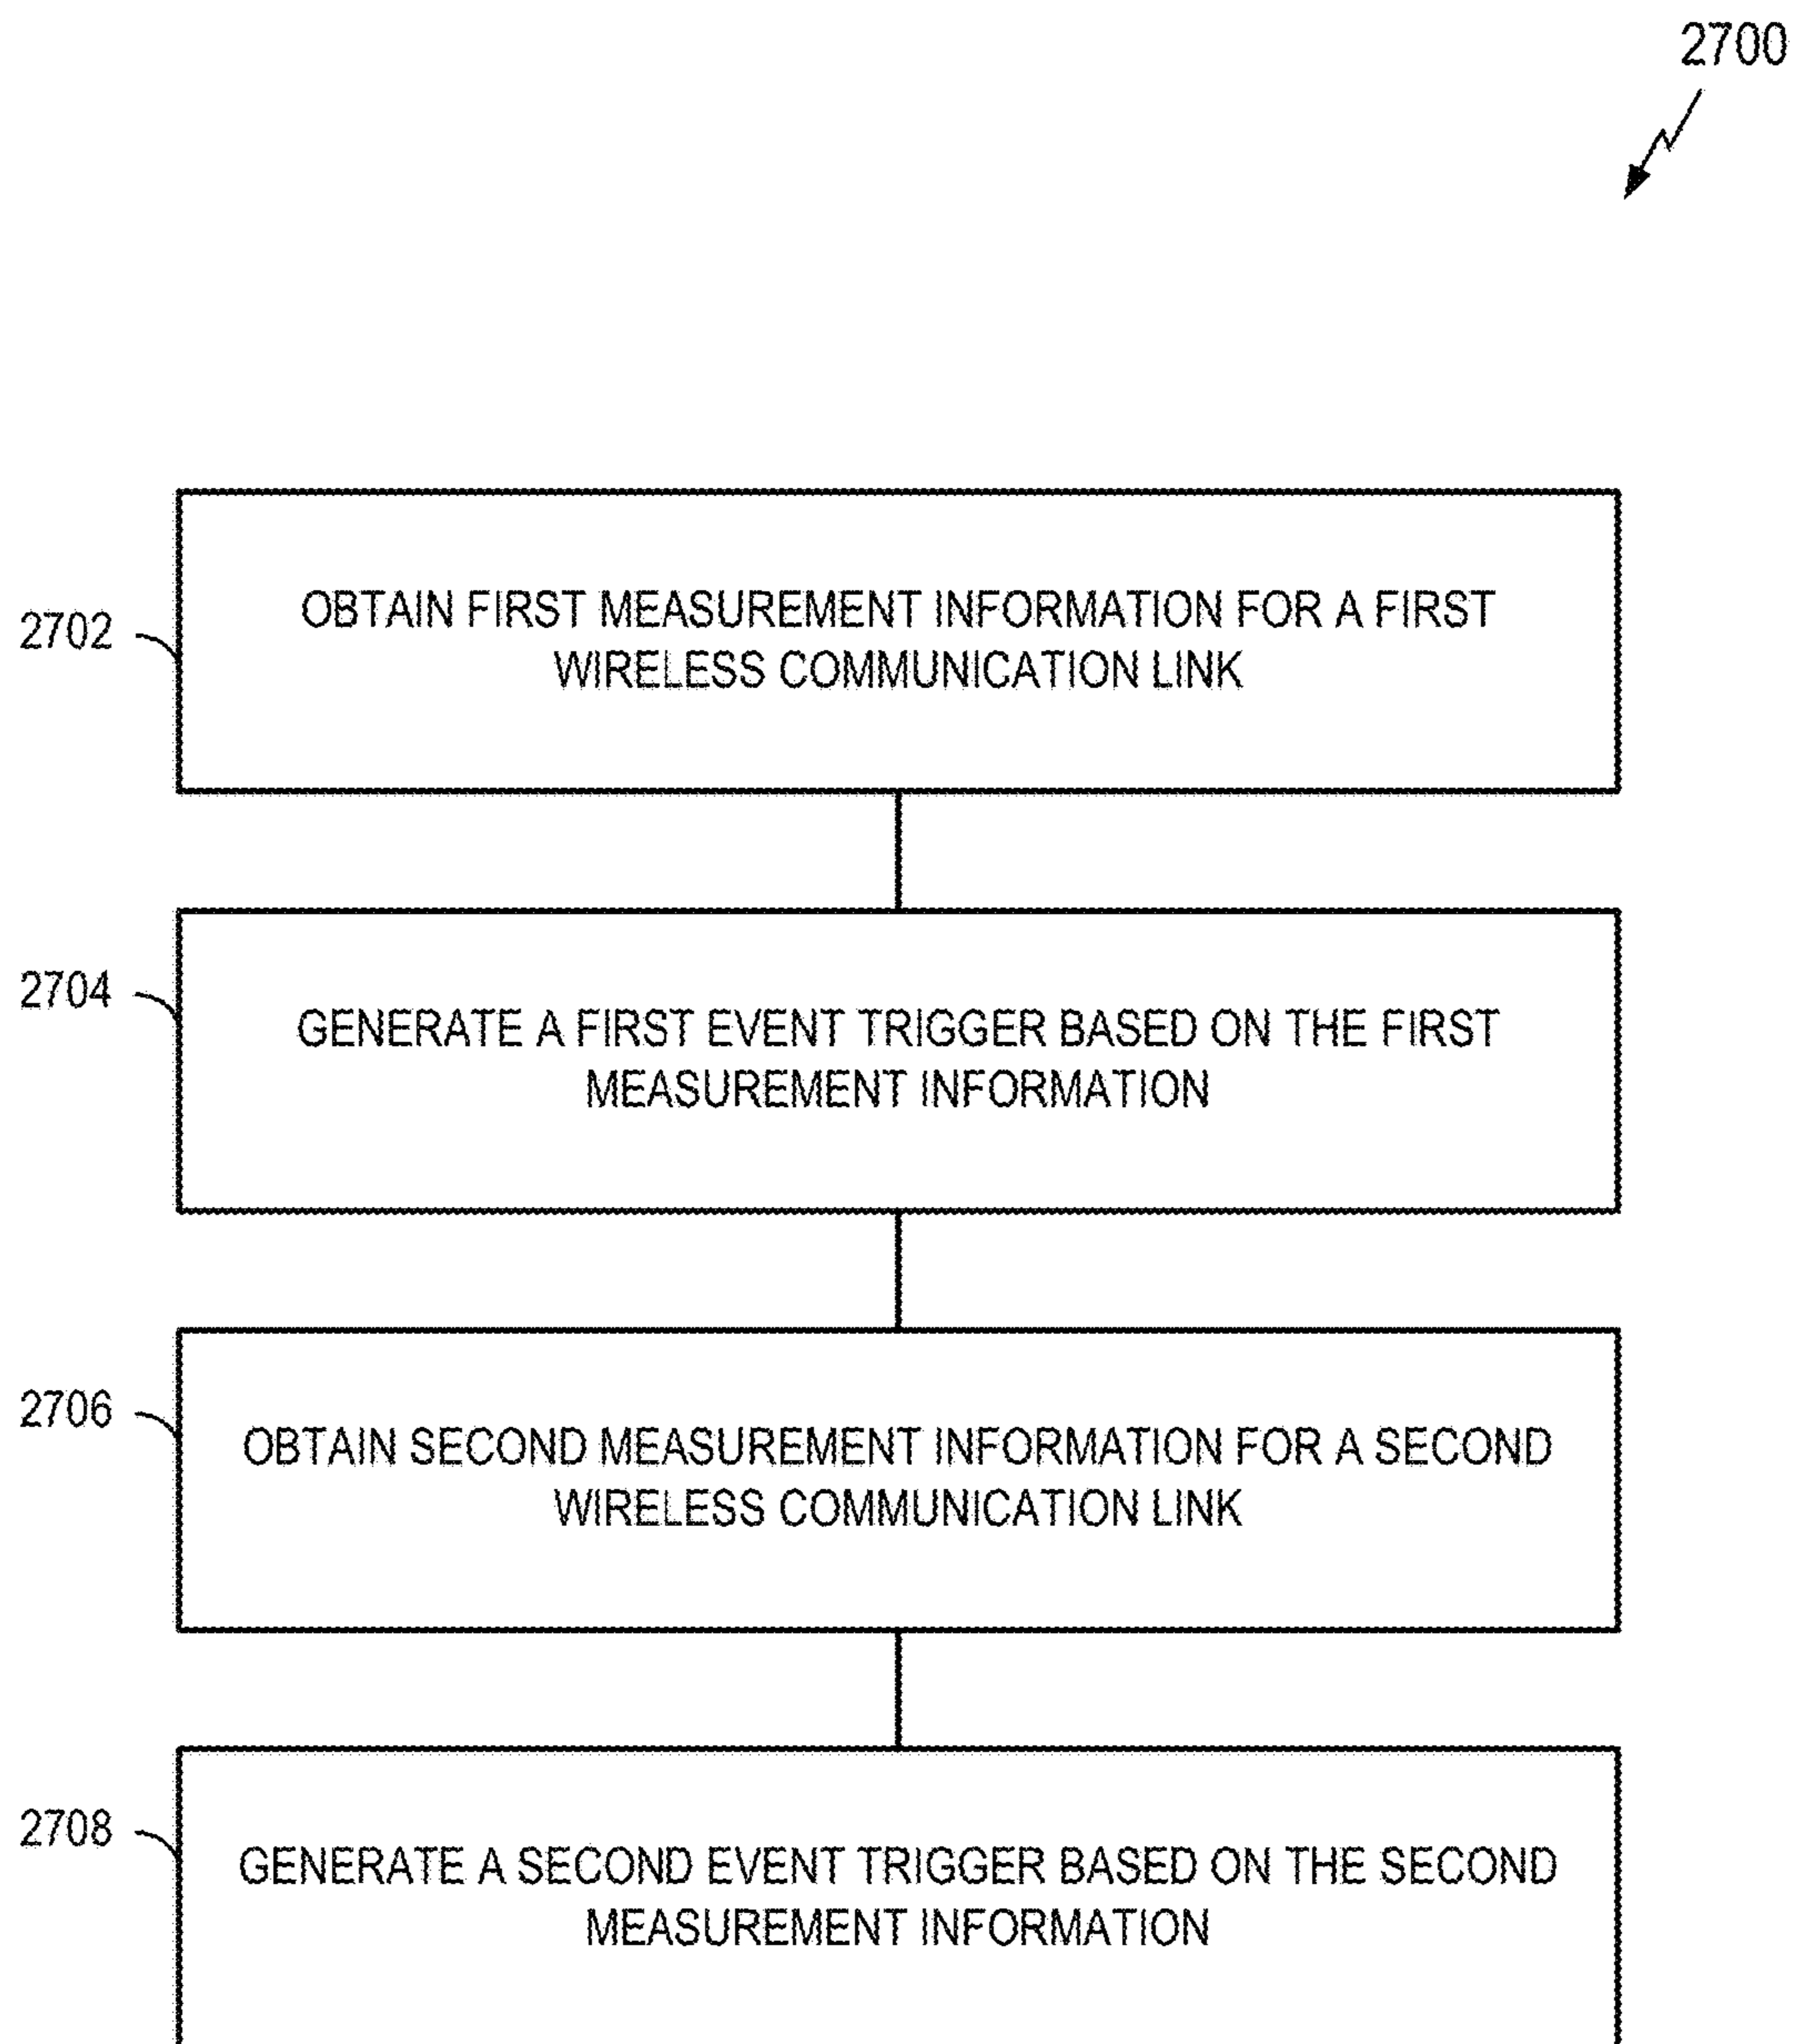 2700
2702
OBTAIN FIRST MEASUREMENT INFORMATION FOR A FIRST
WIRELESS COMMUNICATION LINK
2704
GENERATE A FIRST EVENT TRIGGER BASED ON THE FIRST
MEASUREMENT INFORMATION
2706
OBTAIN SECOND MEASUREMENT INFORMATION FOR A SECOND
WIRELESS COMMUNICATION LINK
2708
GENERATE A SECOND EVENT TRIGGER BASED ON THE SECOND
MEASUREMENT INFORMATION